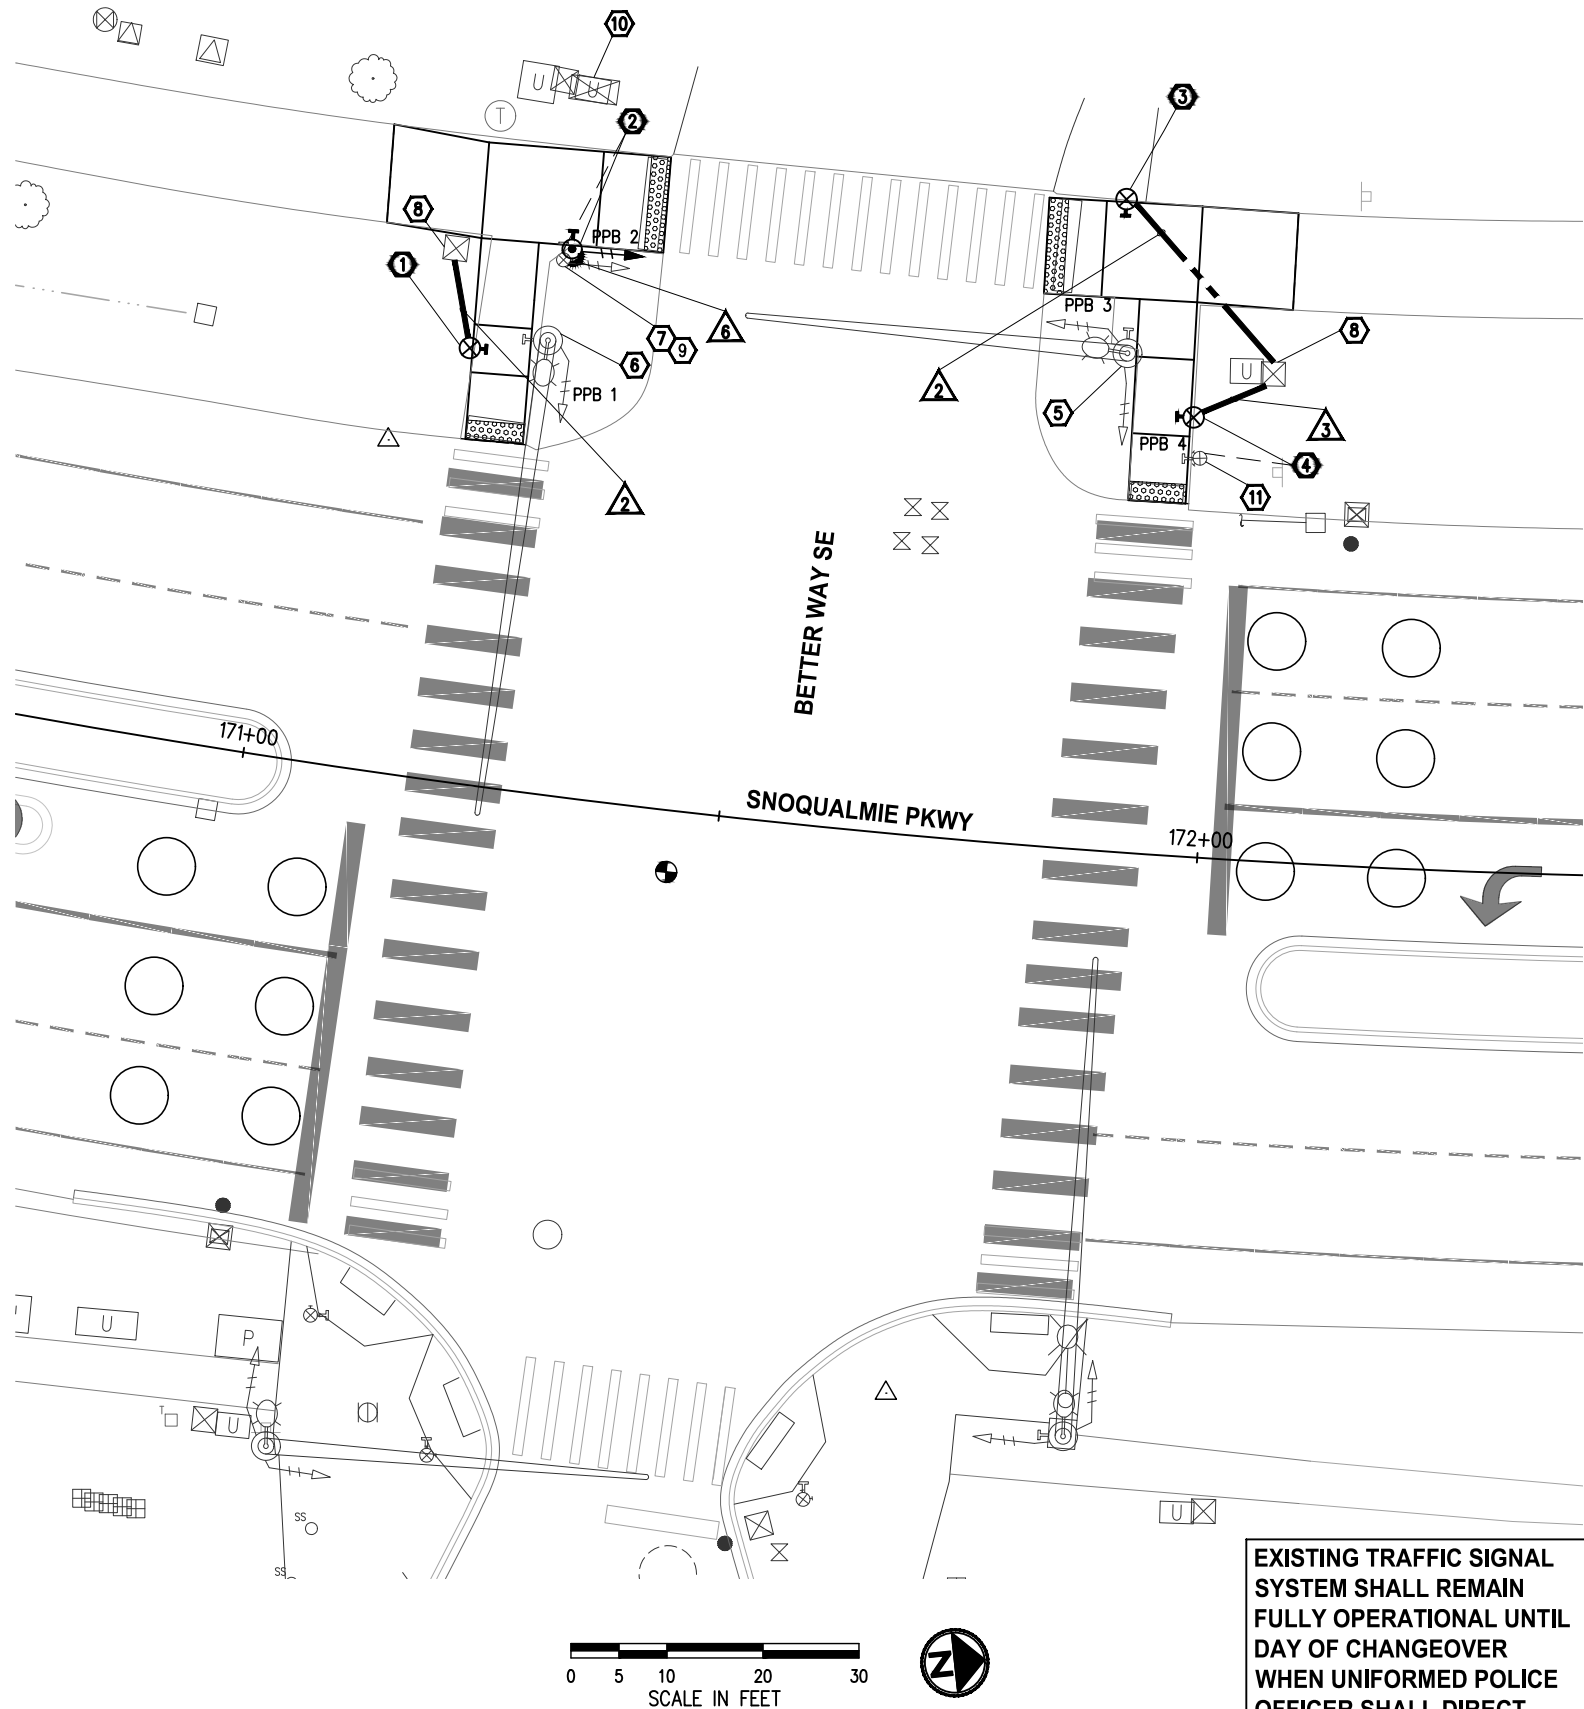 10
U
U
3
T
2
8
PPB 2
1
6
7
9
6
PPB 1
2
PPB 3
8
U
2
5
3
PPB 4
4
11
BETTER WAY SE
171+00
SNOQUALMIE PKWY
172+00
U
P
T
U
SS
SS
U
EXISTING TRAFFIC SIGNAL
SYSTEM SHALL REMAIN
FULLY OPERATIONAL UNTIL
DAY OF CHANGEOVER
WHEN UNIFORMED POLICE
OFFICER SHALL DIRECT
0 5 10 20 30
SCALE IN FEET
N